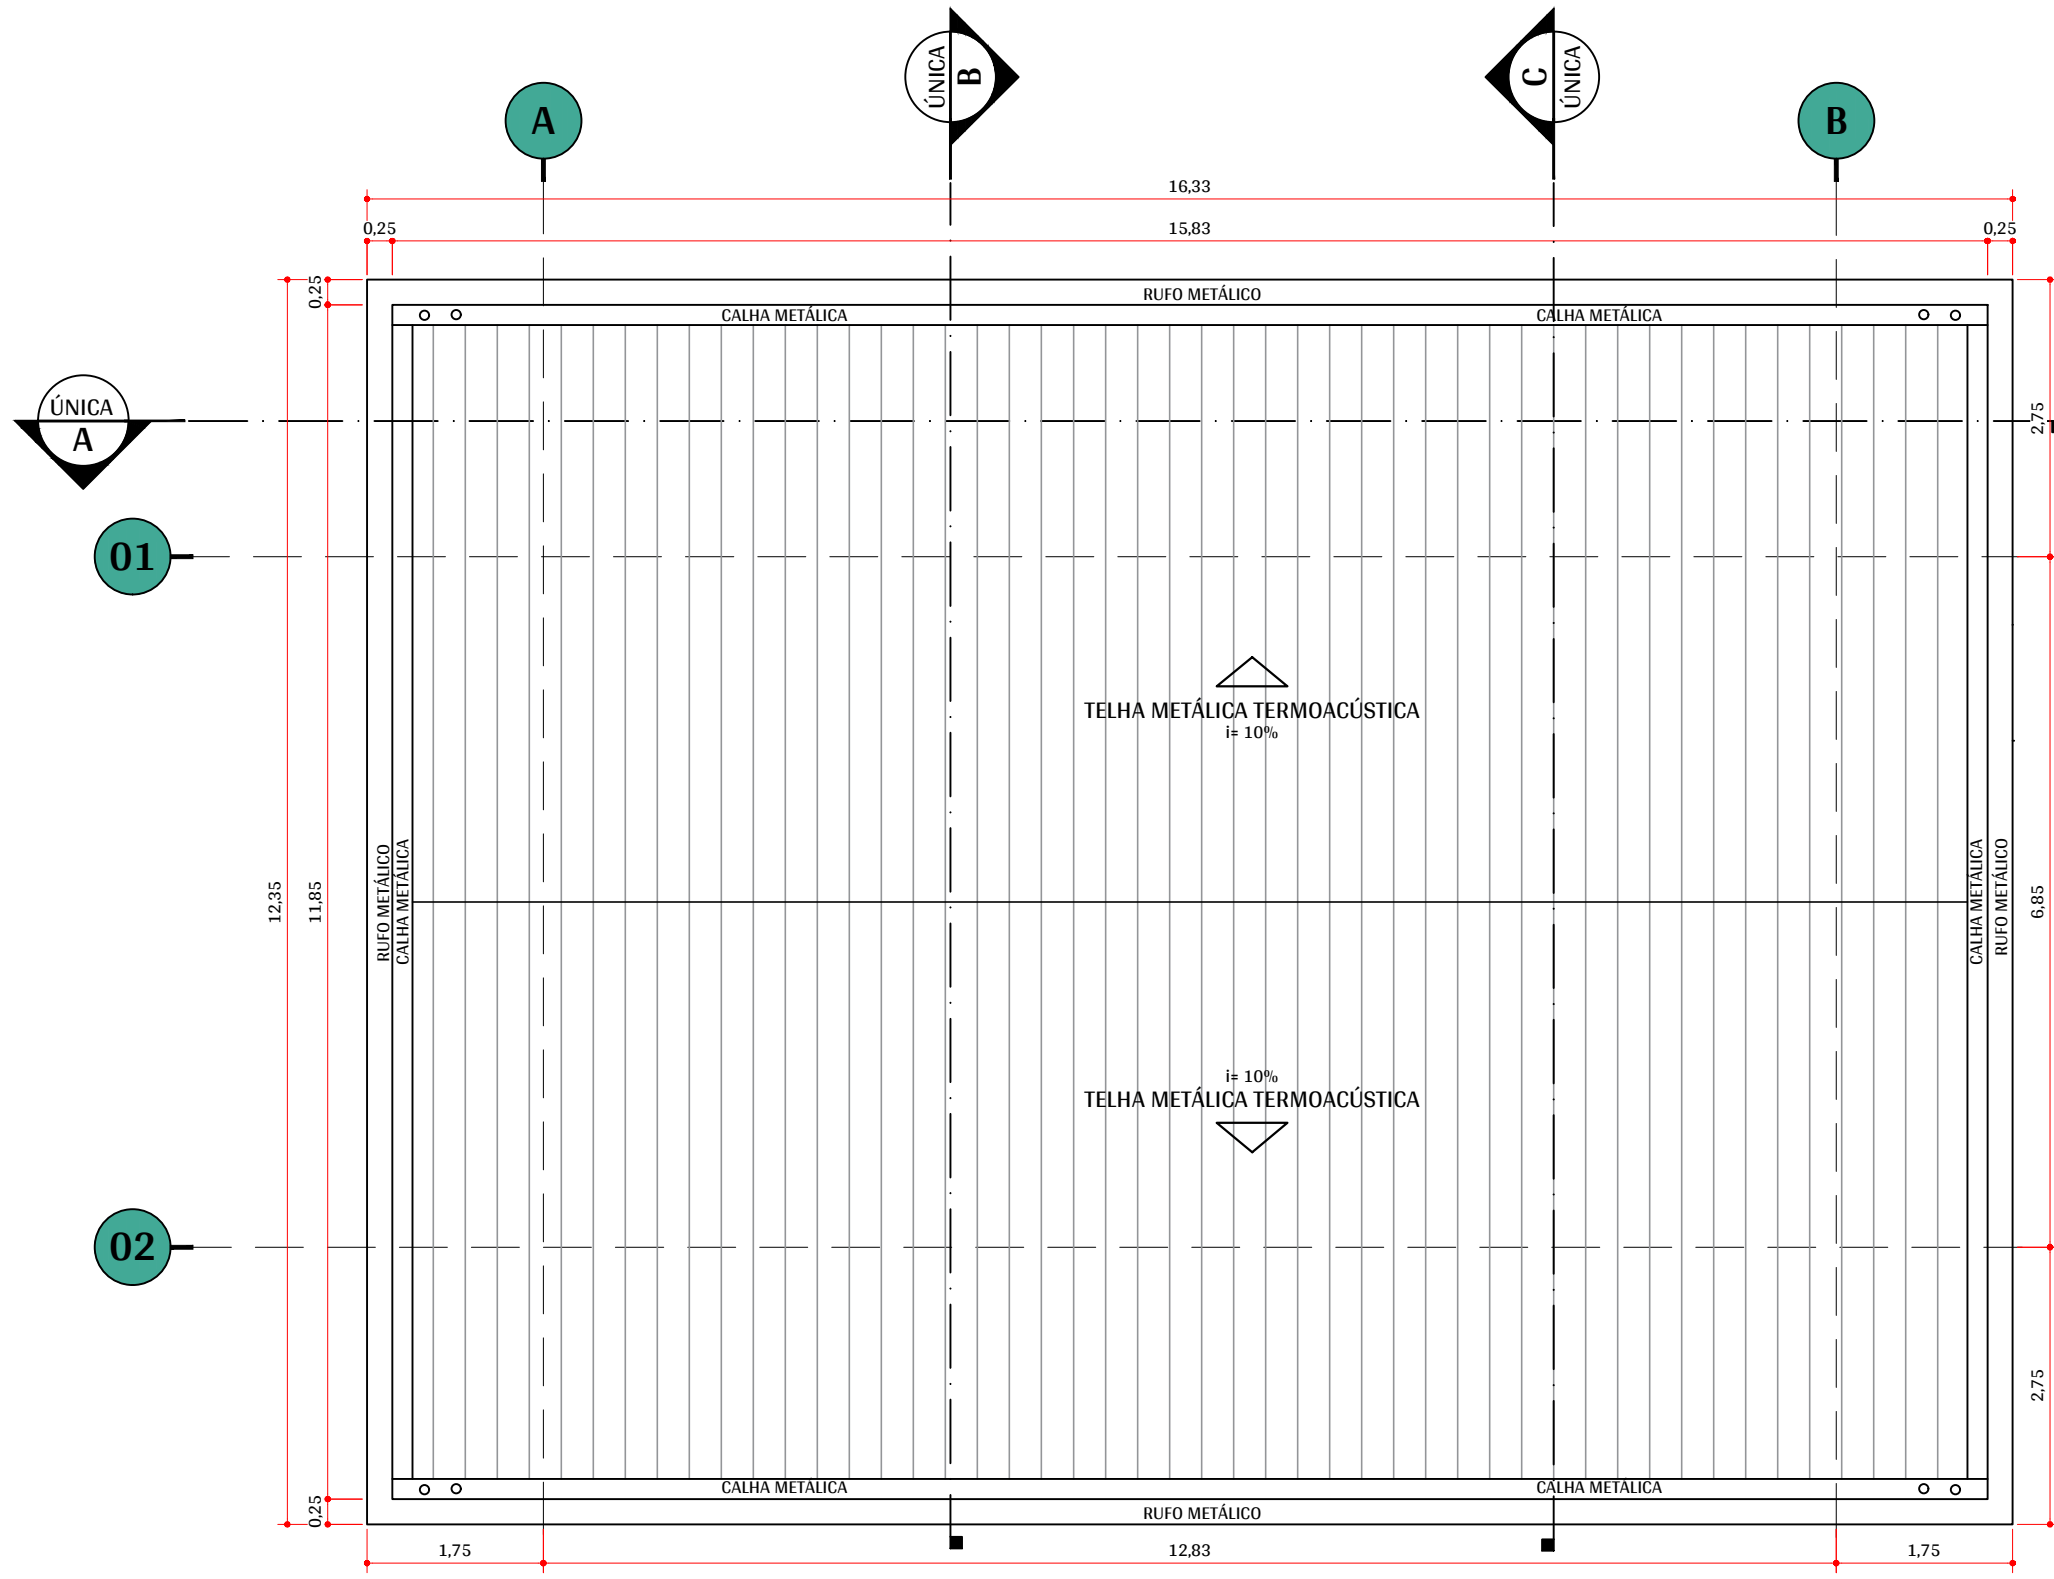 ÚNICA
B
C
ÚNICA
A
B
16,33
0,25
15,83
0,25
0,25
RUFO METÁLICO
CALHA METÁLICA
CALHA METÁLICA
ÚNICA
A
2,75
01
TELHA METÁLICA TERMOACÚSTICA
i= 10%
12,35
11,85
RUFO METÁLICO
CALHA METÁLICA
CALHA METÁLICA
RUFO METÁLICO
6,85
i= 10%
TELHA METÁLICA TERMOACÚSTICA
02
2,75
CALHA METÁLICA
CALHA METÁLICA
0,25
RUFO METÁLICO
1,75
12,83
1,75